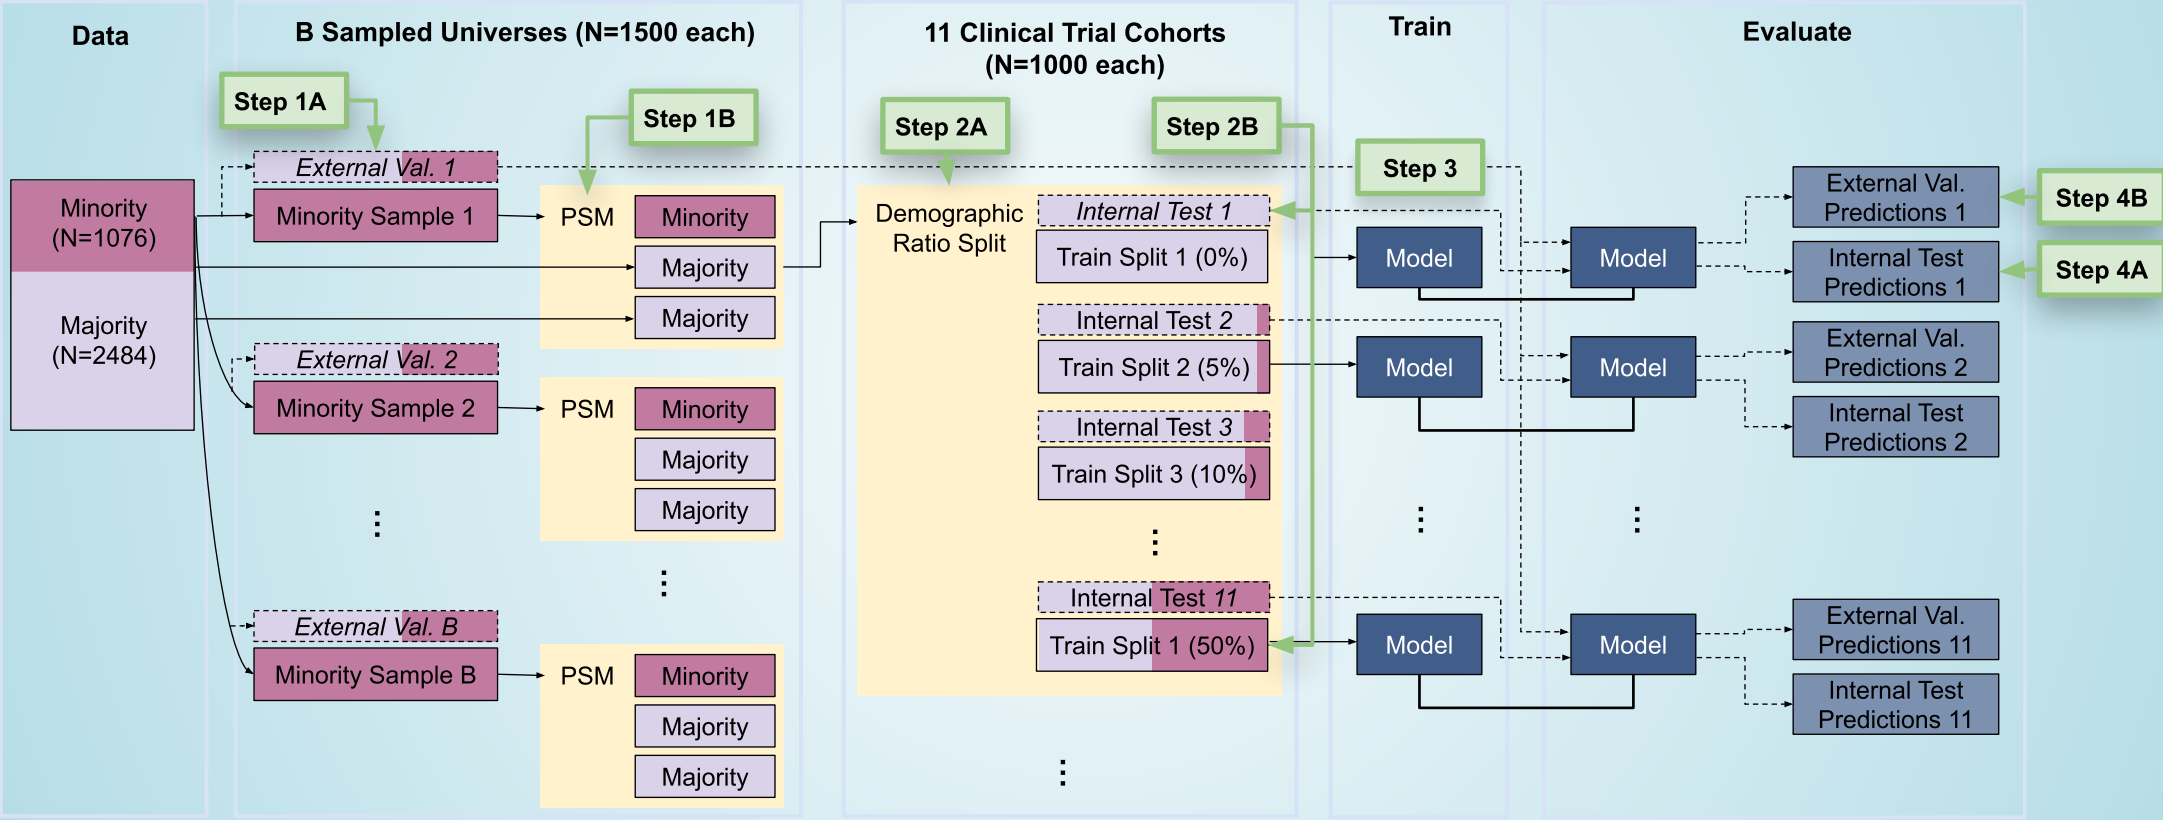 Data
B Sampled Universes (N=1500 each)
11 Clinical Trial Cohorts
(N=1000 each)
Train
Evaluate
Step 1A
Step 1B
Step 2A
Step 2B
Step 3
Step 4B
Step 4A
Minority
(N=1076)
Majority
(N=2484)
External Val. 1
Minority Sample 1
PSM
Minority
Majority
Majority
External Val. 2
Minority Sample 2
PSM
Minority
Majority
Majority
⋮
⋮
External Val. B
Minority Sample B
PSM
Minority
Majority
Majority
Demographic
Ratio Split
Internal Test 1
Train Split 1 (0%)
Internal Test 2
Train Split 2 (5%)
Internal Test 3
Train Split 3 (10%)
⋮
Internal Test 11
Train Split 1 (50%)
⋮
Model
Model
⋮
Model
Model
Model
⋮
Model
External Val.
Predictions 1
Internal Test
Predictions 1
External Val.
Predictions 2
Internal Test
Predictions 2
External Val.
Predictions 11
Internal Test
Predictions 11